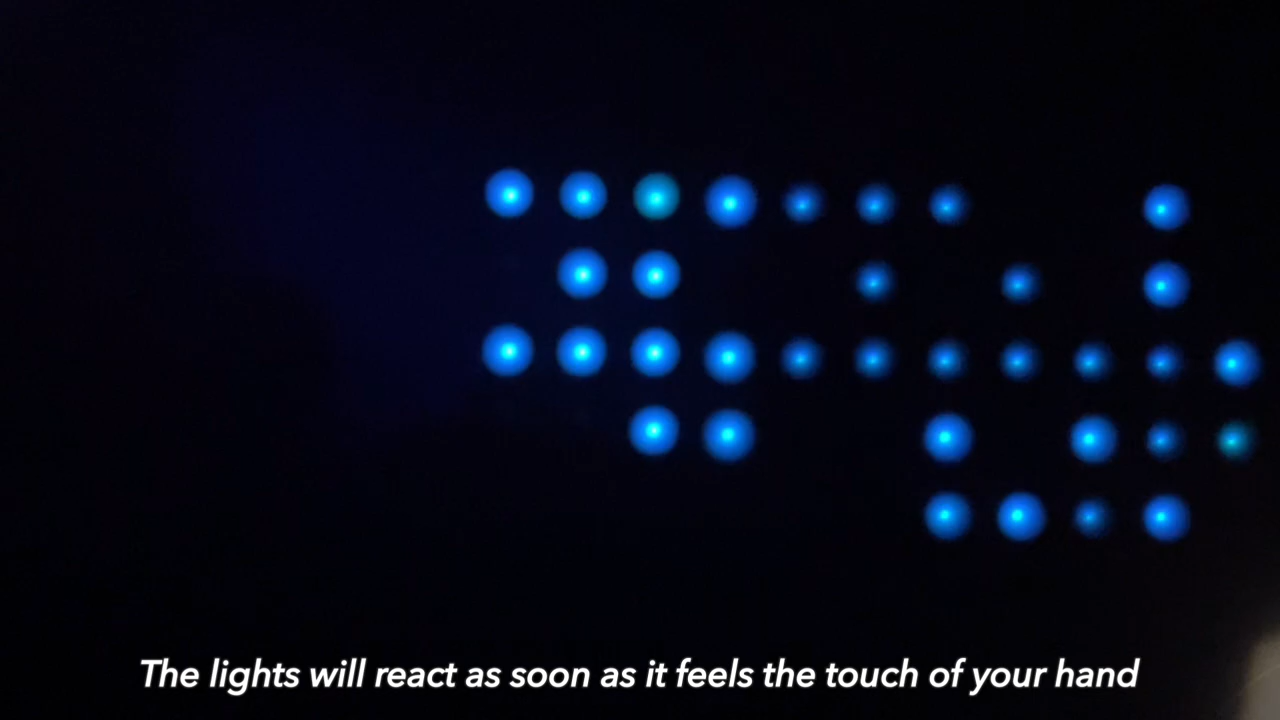 The lights will react as soon as it feels the touch of your hand